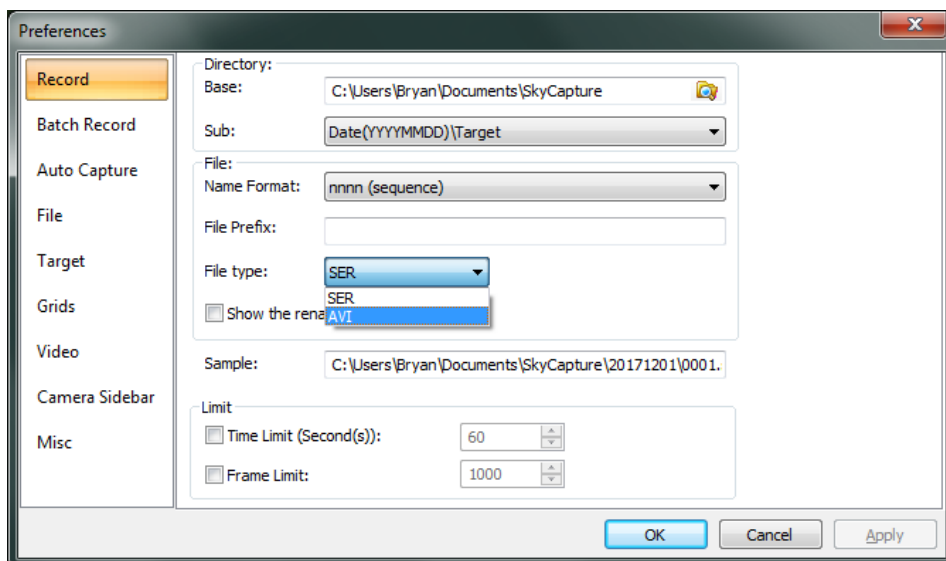 Preferences
Record
Batch Record
Auto Capture
File
Target
Grids
Video
Camera Sidebar
Misc
Directory:
Base: C:\Users\Bryan\Documents\SkyCapture
Sub: Date(YYYYMMDD)\Target
File:
Name Format: nnnn (sequence)
File Prefix:
File type: SER
SER
AVI
Show the rena
Sample: C:\Users\Bryan\Documents\SkyCapture\20171201\0001.
Limit
Time Limit (Second(s)): 60
Frame Limit: 1000
OK Cancel Apply